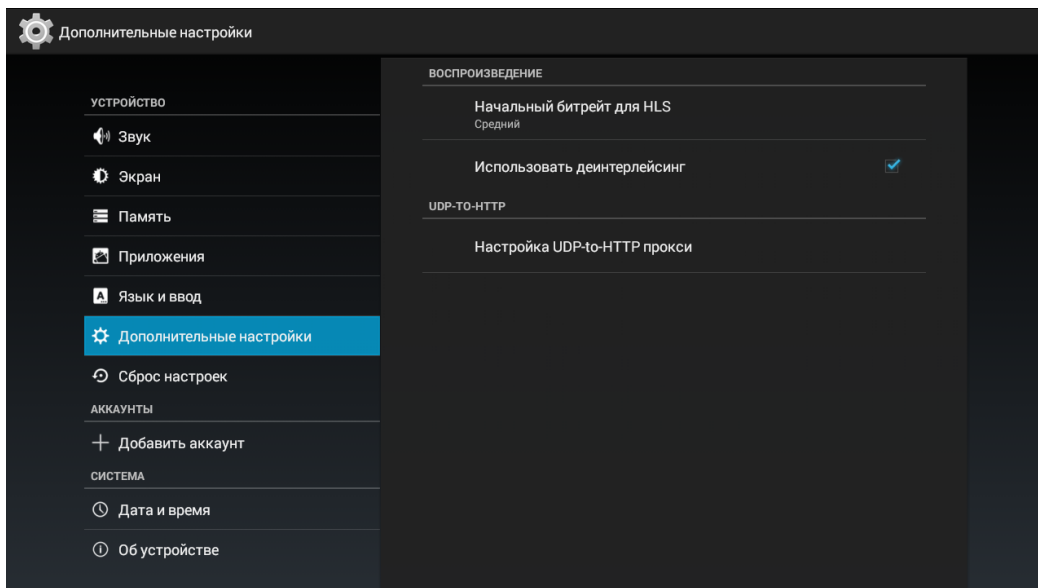 Дополнительные настройки
УСТРОЙСТВО
Звук
Экран
Память
Приложения
Язык и ввод
Дополнительные настройки
Сброс настроек
АККАУНТЫ
Добавить аккаунт
СИСТЕМА
Дата и время
Об устройстве
ВОСПРОИЗВЕДЕНИЕ
Начальный битрейт для HLS
Средний
Использовать деинтерлейсинг
UDP-TO-HTTP
Настройка UDP-to-HTTP прокси